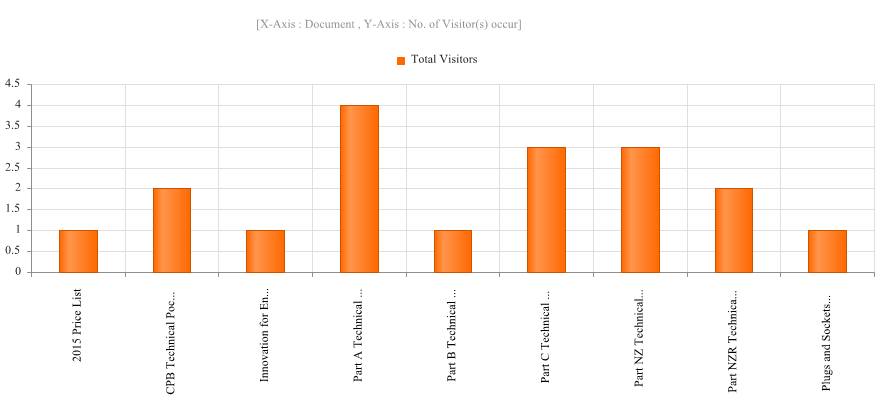 [X-Axis : Document , Y-Axis : No. of Visitor(s) occur]
Total Visitors
4.5
4
3.5
3
2.5
2
1.5
1
0.5
0
2015 Price List
CPB Technical Poc...
Innovation for En...
Part A Technical ...
Part B Technical ...
Part C Technical ...
Part NZ Technical...
Part NZR Technica...
Plugs and Sockets...